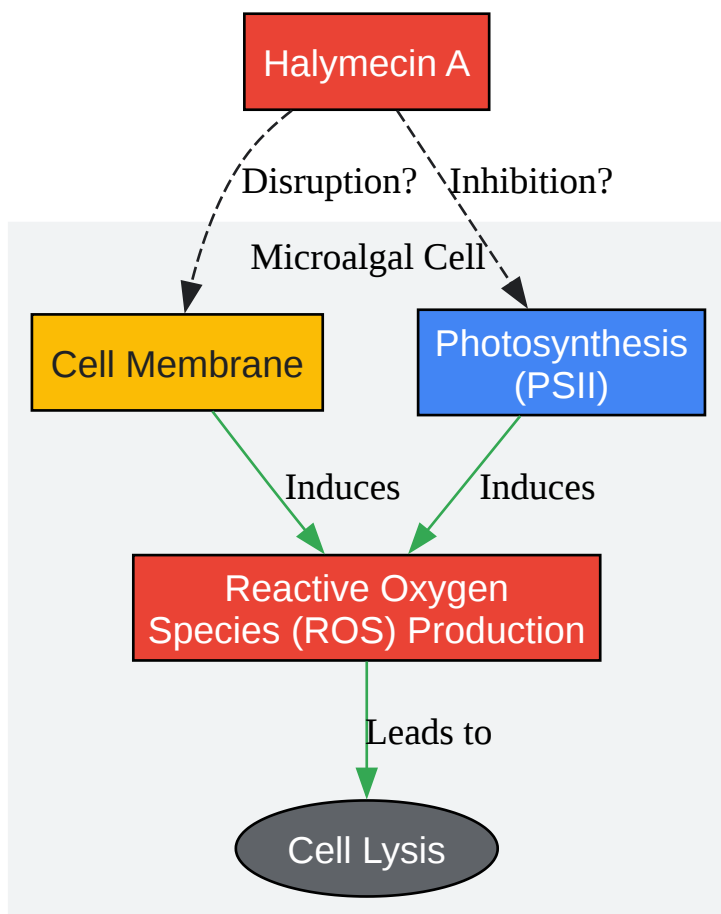 Halymecin A
Disruption?
Inhibition?
Microalgal Cell
Cell Membrane
Photosynthesis
(PSII)
Induces
Induces
Reactive Oxygen
Species (ROS) Production
Leads to
Cell Lysis